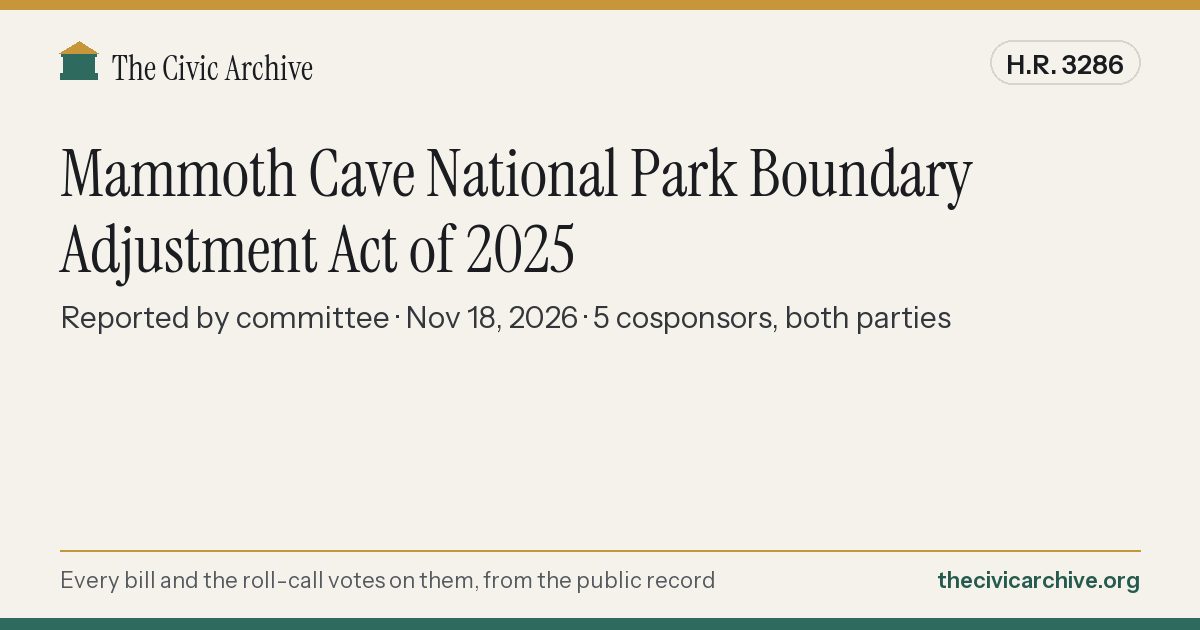 The Civic Archive
H.R. 3286
Mammoth Cave National Park Boundary
Adjustment Act of 2025
Reported by committee · Nov 18, 2026 · 5 cosponsors, both parties
Every bill and the roll-call votes on them, from the public record
thecivicarchive.org